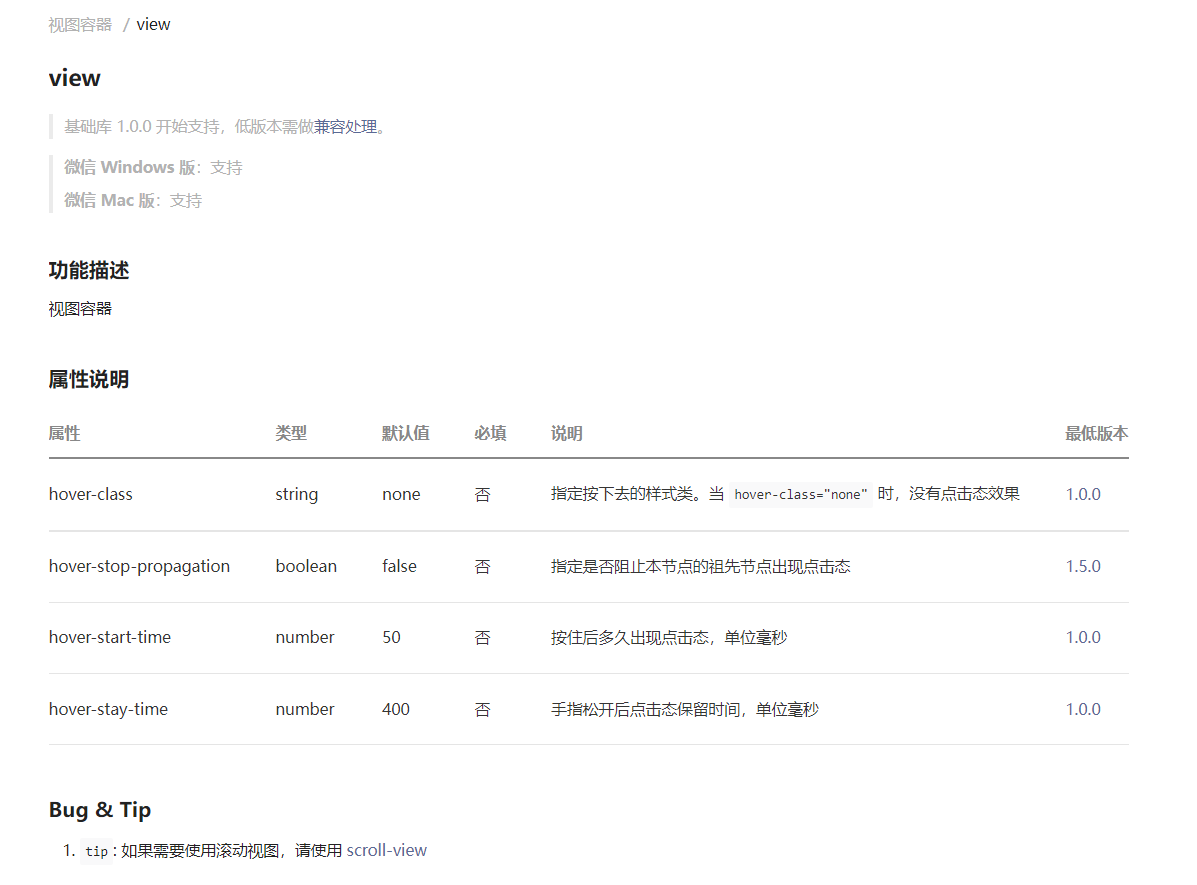 视图容器 / view
view
基础库 1.0.0 开始支持，低版本需做兼容处理。
微信 Windows 版：支持
微信 Mac 版：支持
功能描述
视图容器
属性说明
属性 类型 默认值 必填 说明 最低版本
hover-class string none 否 指定按下去的样式类。当 hover-class="none" 时，没有点击态效果 1.0.0
hover-stop-propagation boolean false 否 指定是否阻止本节点的祖先节点出现点击态 1.5.0
hover-start-time number 50 否 按住后多久出现点击态，单位毫秒 1.0.0
hover-stay-time number 400 否 手指松开后点击态保留时间，单位毫秒 1.0.0
Bug & Tip
1. tip : 如果需要使用滚动视图，请使用 scroll-view